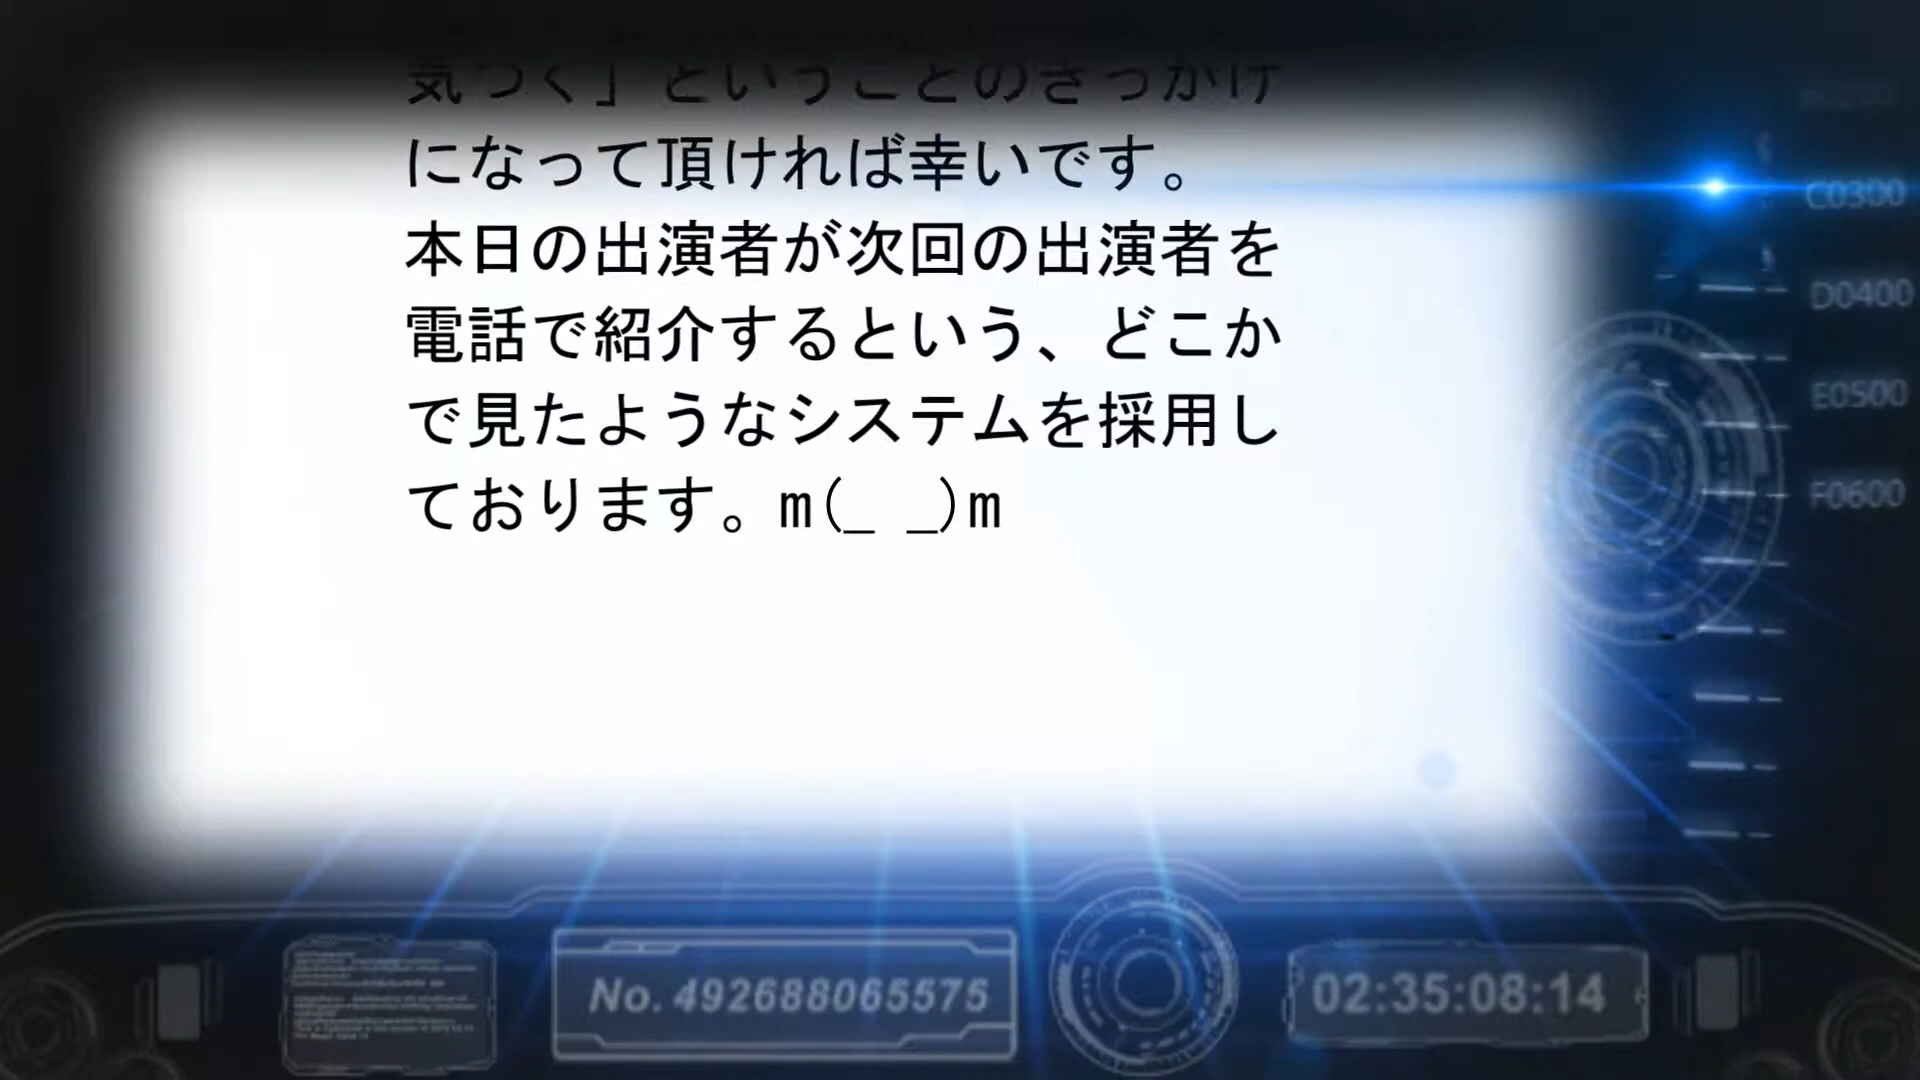 気づく」ということのきっかけ
になって頂ければ幸いです。
本日の出演者が次回の出演者を
電話で紹介するという、どこか
で見たようなシステムを採用し
ております。m(_ _)m
C0300
D0400
E0500
F0600
No. 492688065575
02:35:08:14